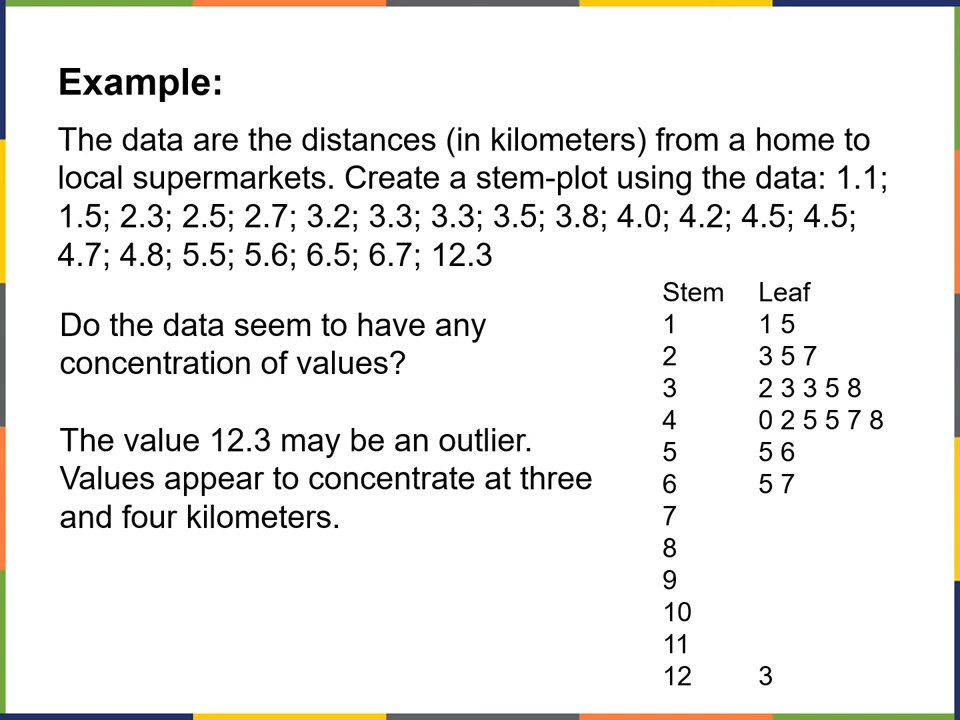 Example:
The data are the distances (in kilometers) from a home to
local supermarkets. Create a stem-plot using the data: 1.1;
1.5; 2.3; 2.5; 2.7; 3.2; 3.3; 3.3; 3.5; 3.8; 4.0; 4.2; 4.5; 4.5;
4.7; 4.8; 5.5; 5.6; 6.5; 6.7; 12.3
Do the data seem to have any
concentration of values?
The value 12.3 may be an outlier.
Values appear to concentrate at three
and four kilometers.
Stem Leaf
1 1 5
2 3 5 7
3 2 3 3 5 8
4 0 2 5 5 7 8
5 5 6
6 5 7
7
8
9
10
11
12 3